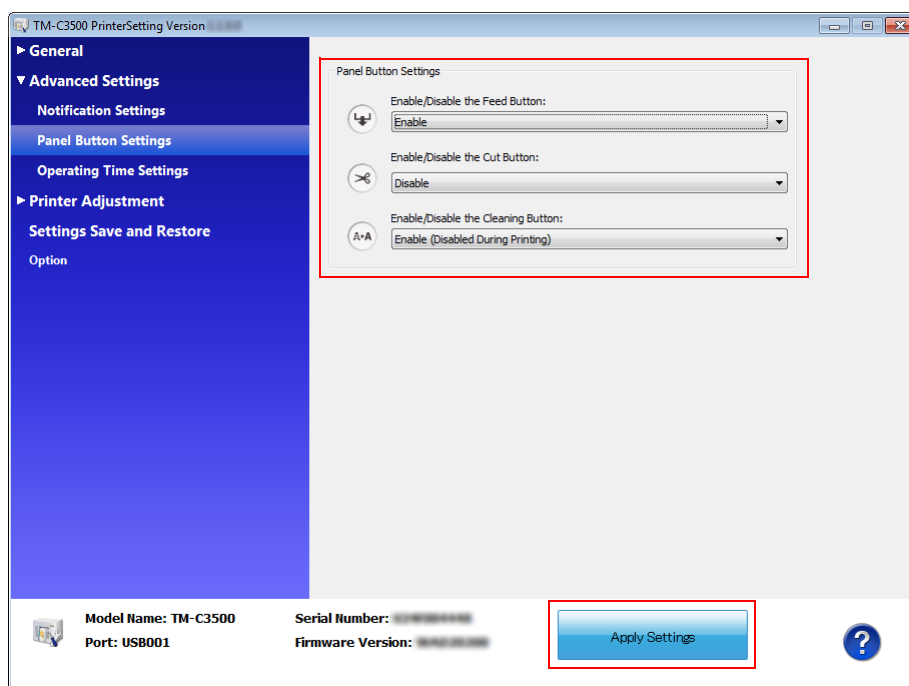 TM-C3500 PrinterSetting Version
General
Advanced Settings
Notification Settings
Panel Button Settings
Operating Time Settings
Printer Adjustment
Settings Save and Restore
Option
Panel Button Settings
Enable/Disable the Feed Button:
Enable
Enable/Disable the Cut Button:
Disable
Enable/Disable the Cleaning Button:
A▸A
Enable (Disabled During Printing)
Model Name: TM-C3500
Port: USB001
Serial Number:
Firmware Version:
Apply Settings
?